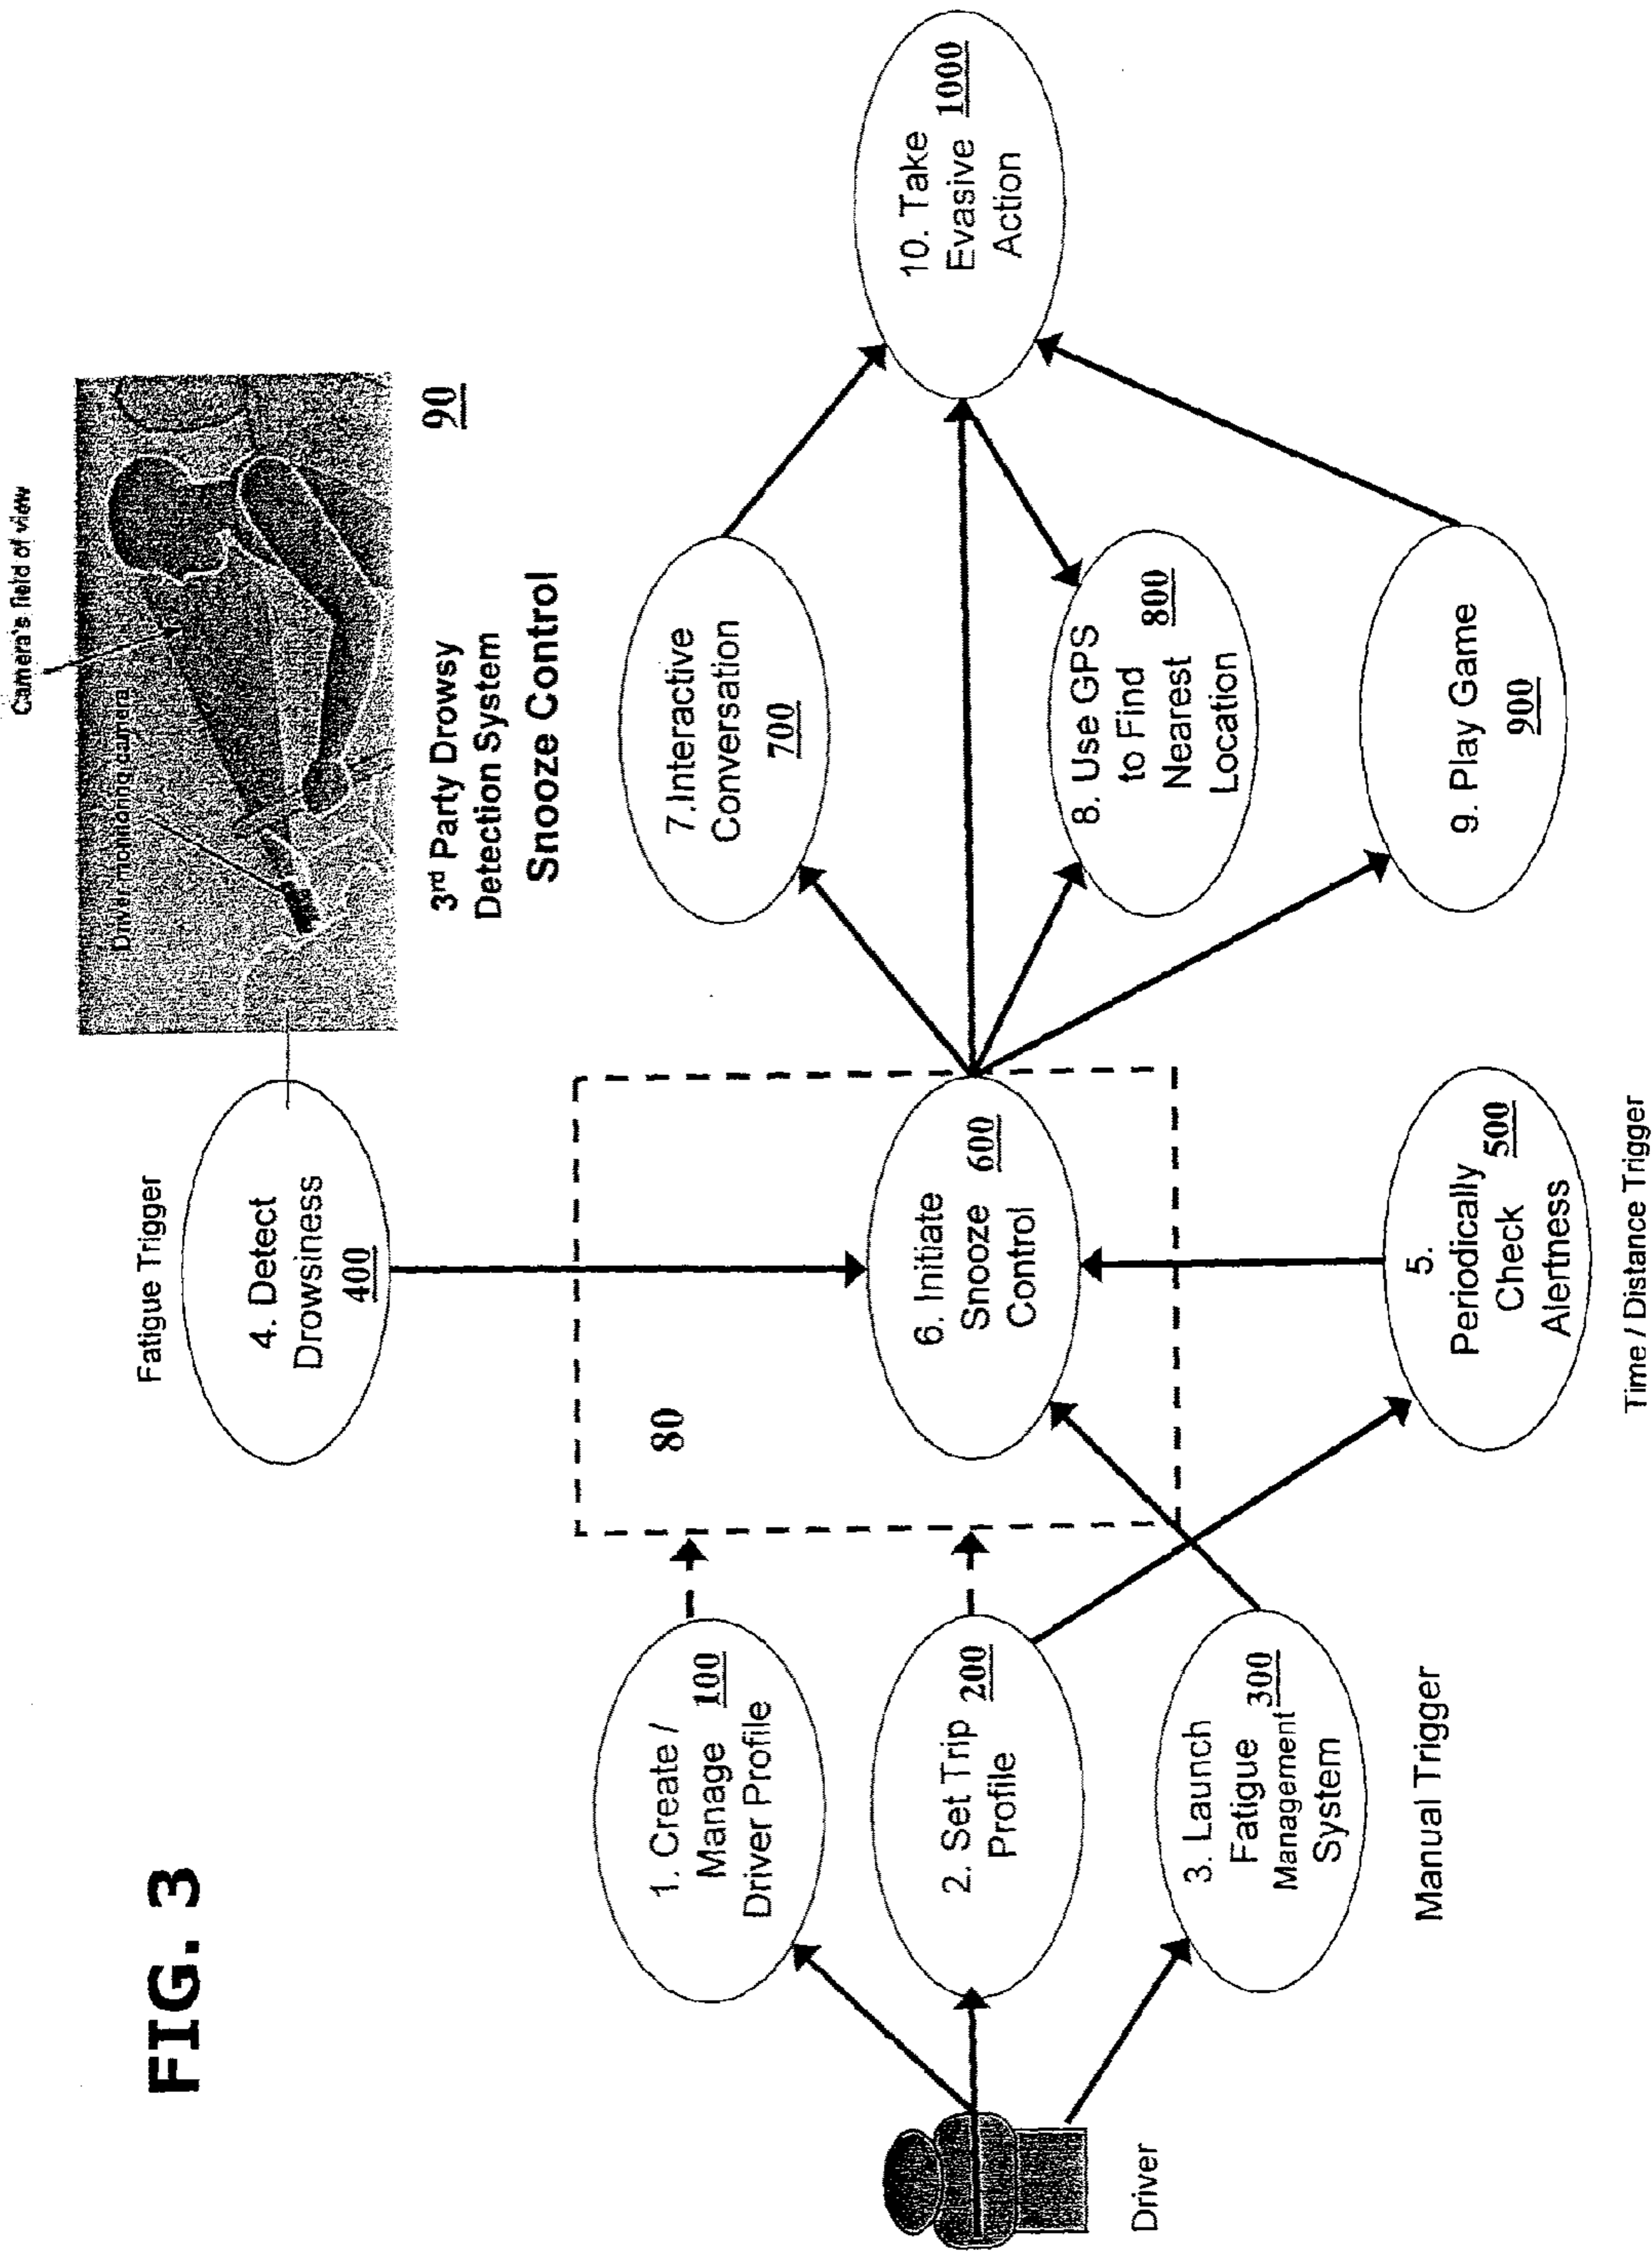 FIG. 3
Camera's field of view
Driver monitoring camera
90
3rd Party Drowsy
Detection System
Snooze Control
Fatigue Trigger
4. Detect
Drowsiness
400
80
1. Create /
Manage 100
Driver Profile
2. Set Trip 200
Profile
3. Launch
Fatigue 300
Management
System
Manual Trigger
Driver
6. Initiate
Snooze 600
Control
5.
Periodically
Check 500
Alertness
Time / Distance Trigger
7.Interactive
Conversation
700
8. Use GPS
to Find 800
Nearest
Location
9. Play Game
900
10. Take
Evasive 1000
Action